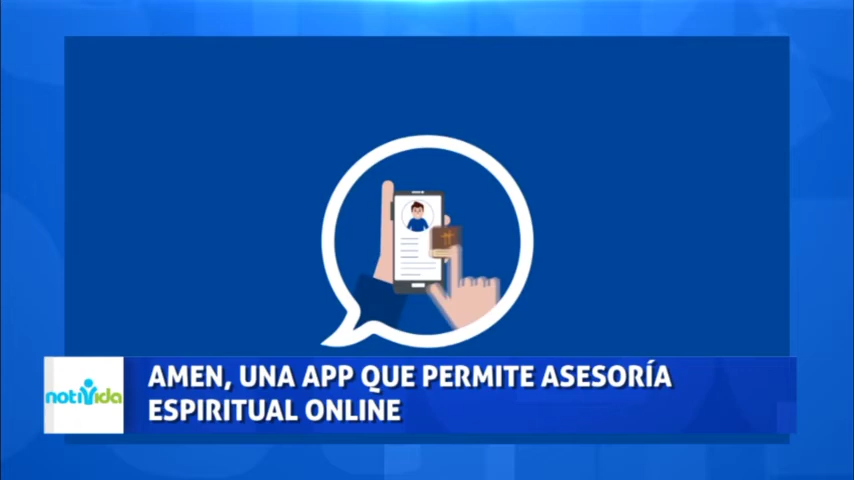 AMEN, UNA APP QUE PERMITE ASESORÍA
notiVida
ESPIRITUAL ONLINE